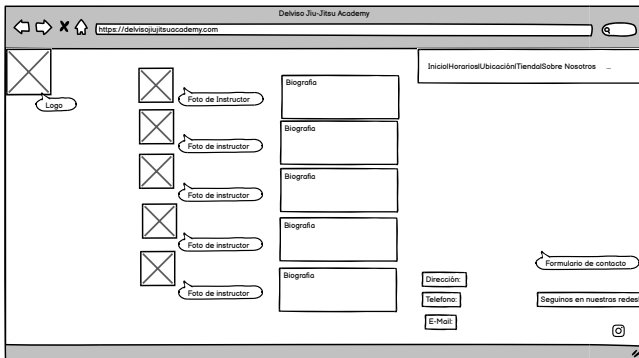 Delviso Jiu-Jitsu Academy
https://delvisojiujitsuacademy.com
Inicio|Horarios|Ubicación|Tienda|Sobre Nosotros ...
Logo
Foto de Instructor
Biografia
Foto de instructor
Biografia
Foto de instructor
Biografia
Foto de instructor
Biografia
Foto de instructor
Biografia
Formulario de contacto
Dirección:
Telefono:
Seguinos en nuestras redes!
E-Mail: